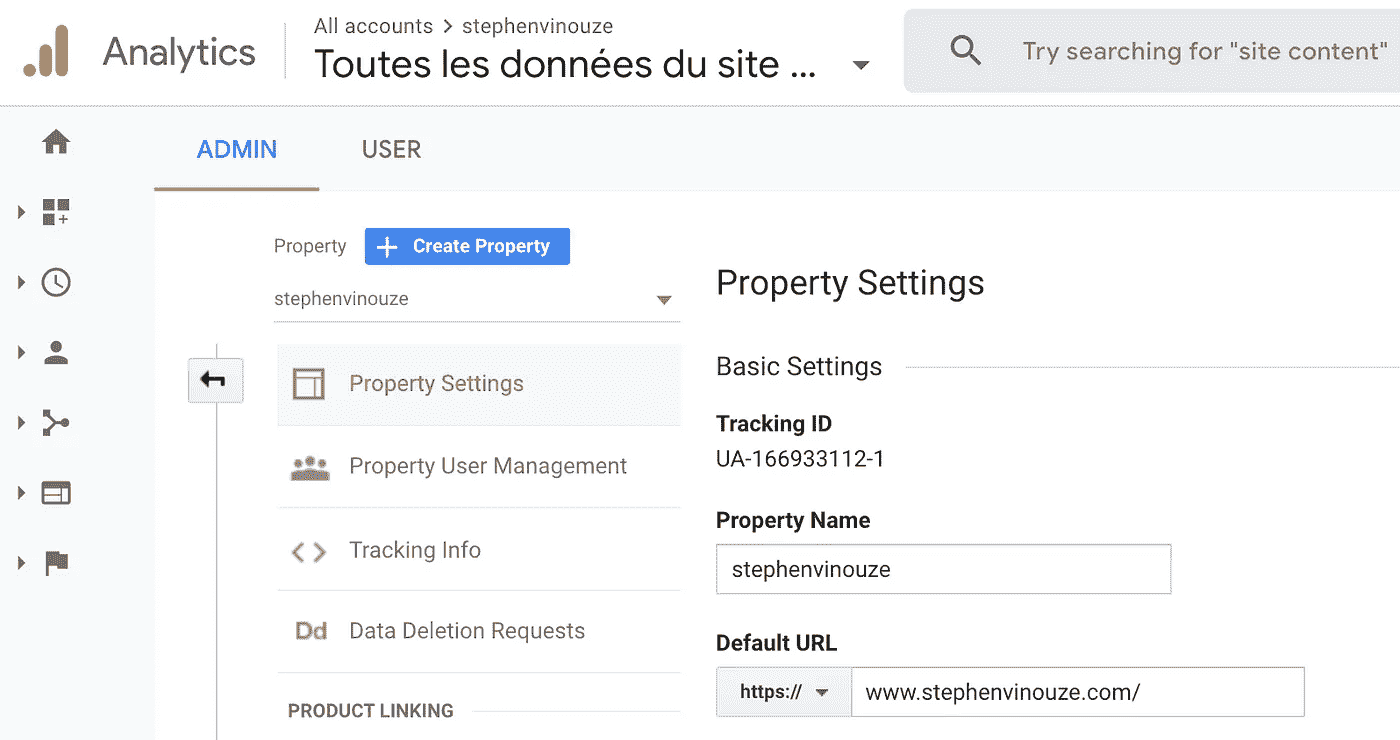 Analytics
All accounts > stephenvinouze
Toutes les données du site ...
Try searching for "site content"
ADMIN
USER
Property
+ Create Property
stephenvinouze
Property Settings
Property User Management
Tracking Info
Dd Data Deletion Requests
PRODUCT LINKING
Property Settings
Basic Settings
Tracking ID
UA-166933112-1
Property Name
stephenvinouze
Default URL
https:// www.stephenvinouze.com/